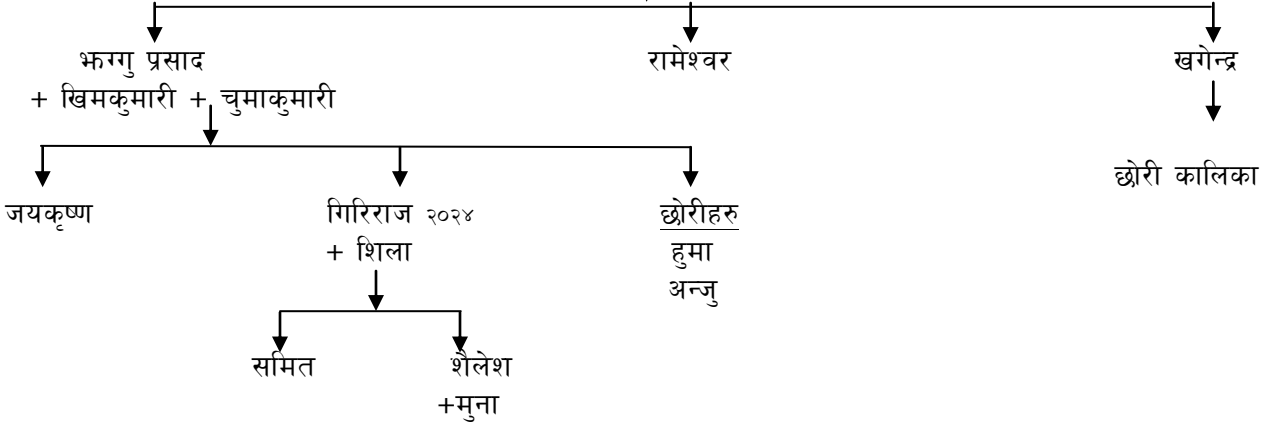 झग्गु प्रसाद रामेश्वर खगेन्द्र
+ खिमकुमारी + चुमाकुमारी
छोरी कालिका
जयकृष्ण गिरिराज २०२४ छोरीहरु
+ शिला हुमा
अन्जु
समित शैलेश
+मुना